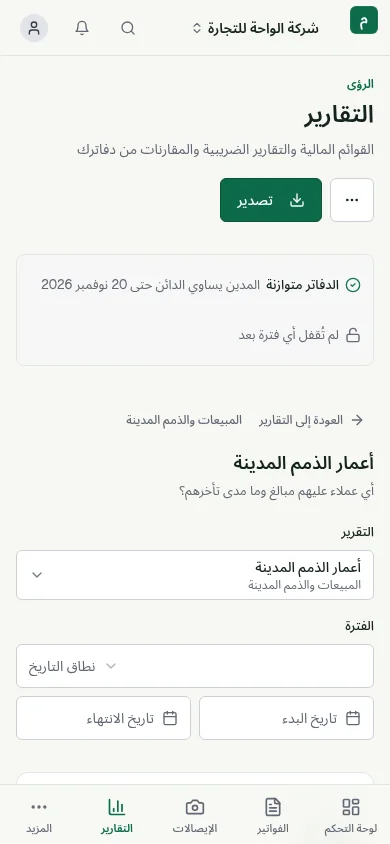 م
شركة الواحة للتجارة
الرؤى
التقارير
القوائم المالية والتقارير الضريبية والمقارنات من دفاترك
تصدير
الدفاتر متوازنة المدين يساوي الدائن حتى 20 نوفمبر 2026
لم تُقفل أي فترة بعد
العودة إلى التقارير المبيعات والذمم المدينة
أعمار الذمم المدينة
أي عملاء عليهم مبالغ وما مدى تأخرهم؟
التقرير
أعمار الذمم المدينة
المبيعات والذمم المدينة
الفترة
نطاق التاريخ
تاريخ البدء تاريخ الانتهاء
لوحة التحكم الفواتير الإيصالات التقارير المزيد